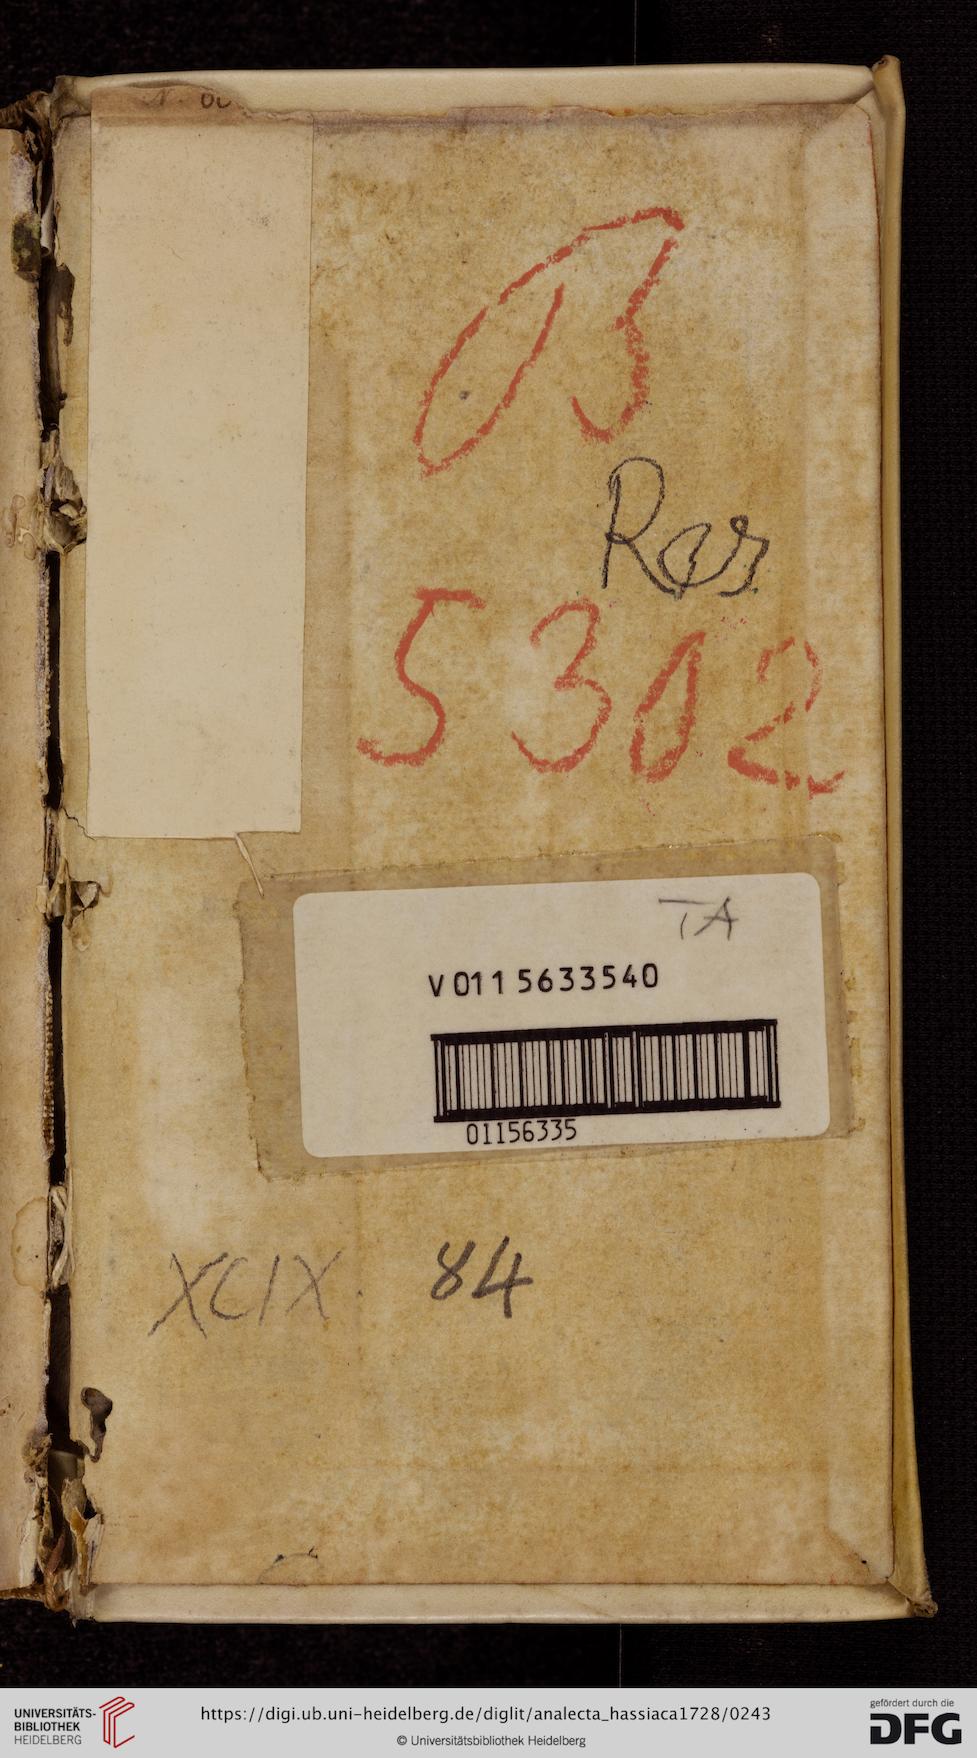 B
Rar
5302
TA
V0115633540
01156335
XCIX. 84
UNIVERSITÄTS-
BIBLIOTHEK
HEIDELBERG
https://digi.ub.uni-heidelberg.de/diglit/analecta_hassiaca1728/0243
© Universitätsbibliothek Heidelberg
gefördert durch die
DFG